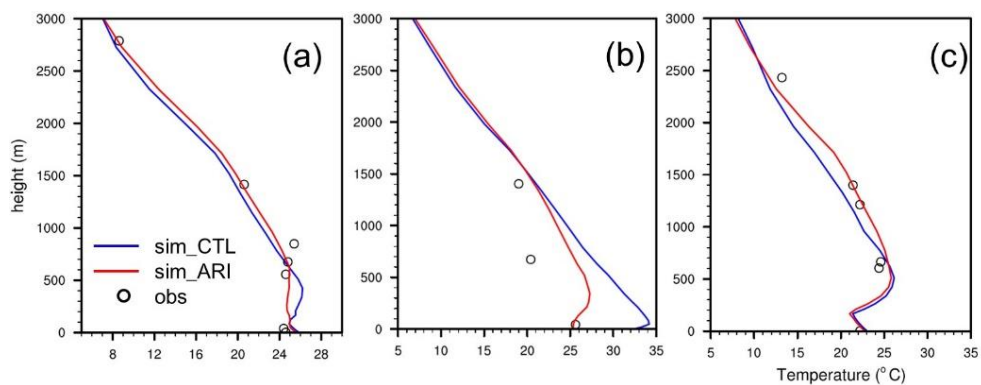 (a) (b) (c)
3000 3000 3000
2500 2500 2500
2000 2000 2000
1500 1500 1500
1000 1000 1000
500 500 500
0 0 0
height (m)
sim_CTL
sim_ARI
obs
8 12 16 20 24 28
5 10 15 20 25 30 35
5 10 15 20 25 30 35
Temperature (°C)